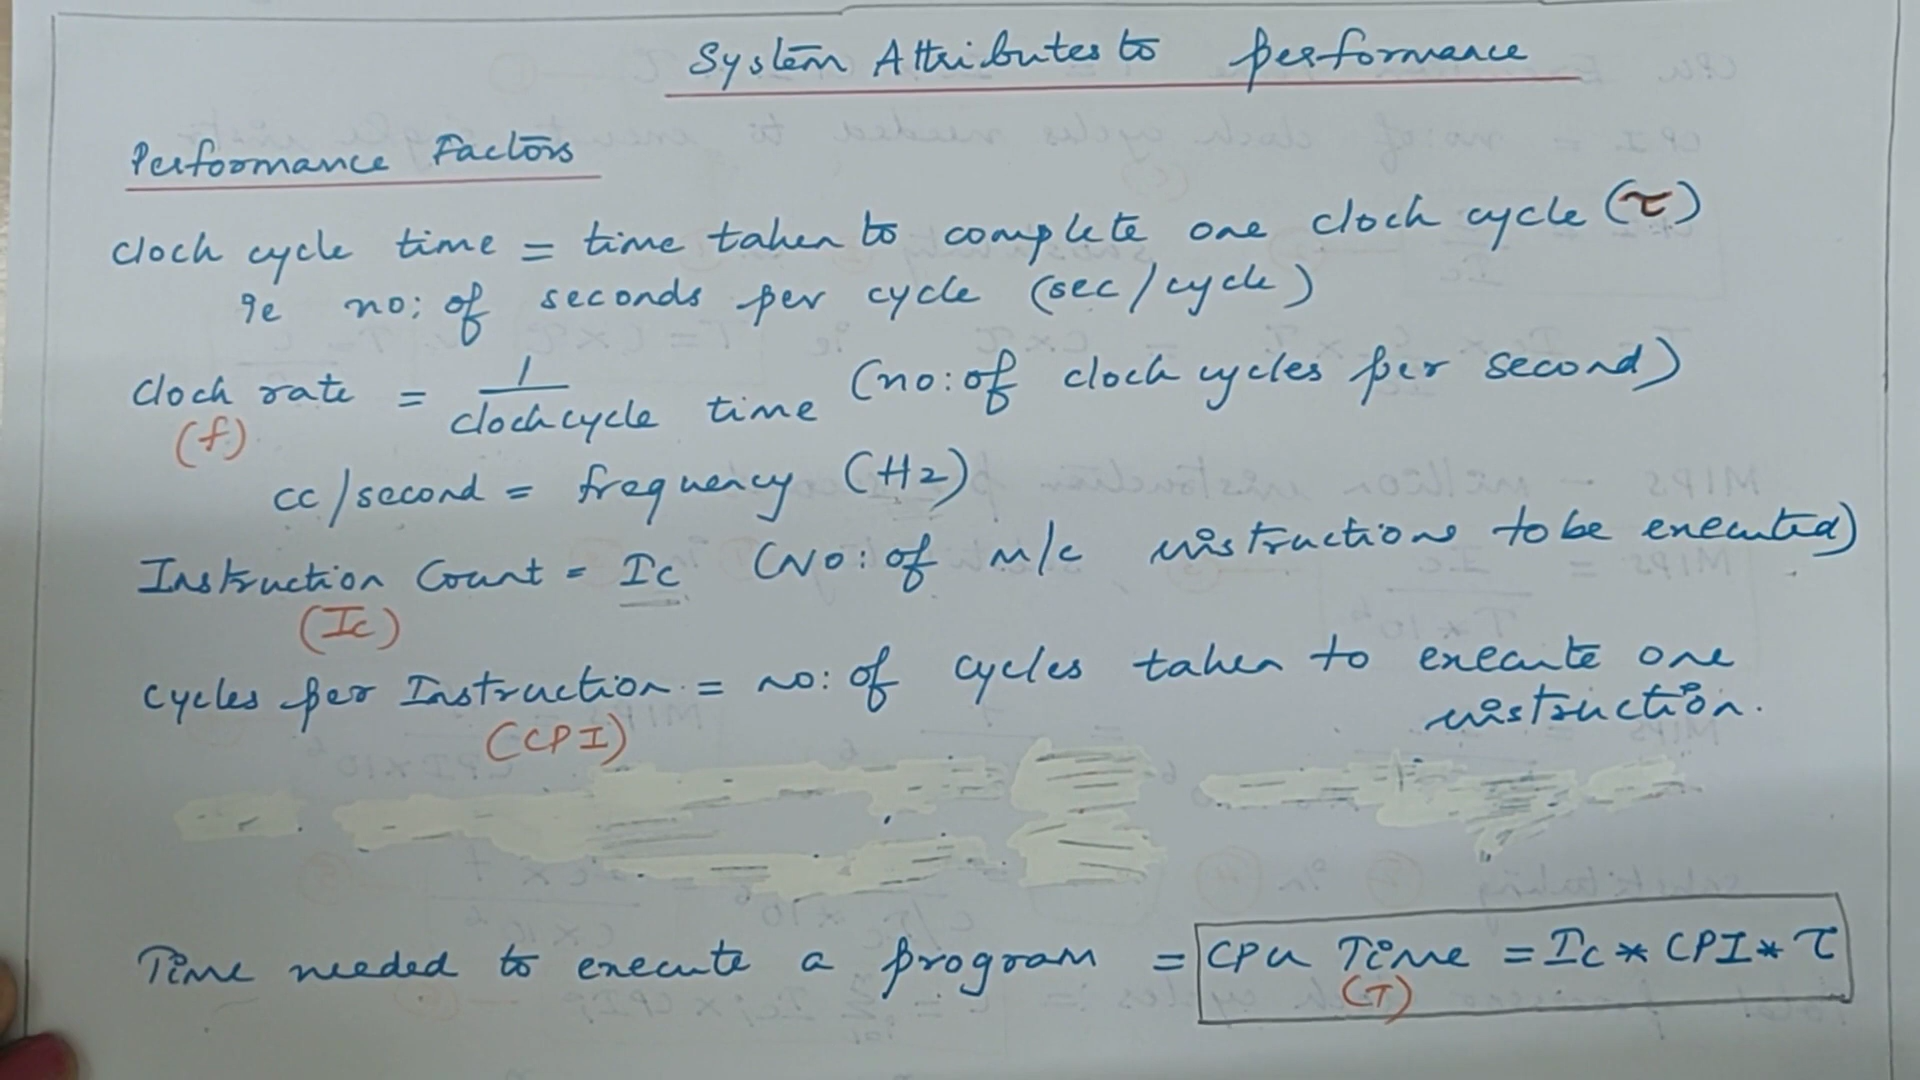 System Attributes to performance
Performance Factors
Clock cycle time = time taken to complete one clock cycle (τ)
ie no: of seconds per cycle (sec/cycle)
Clock rate = 1 / clock cycle time (no: of clock cycles per second)
(f)
cc/second = frequency (Hz)
Instruction Count = Ic (No: of m/c instructions to be executed)
(Ic)
Cycles per Instruction = no: of cycles taken to execute one
instruction.
(CPI)
Time needed to execute a program = CPU Time = Ic * CPI * τ
(T)